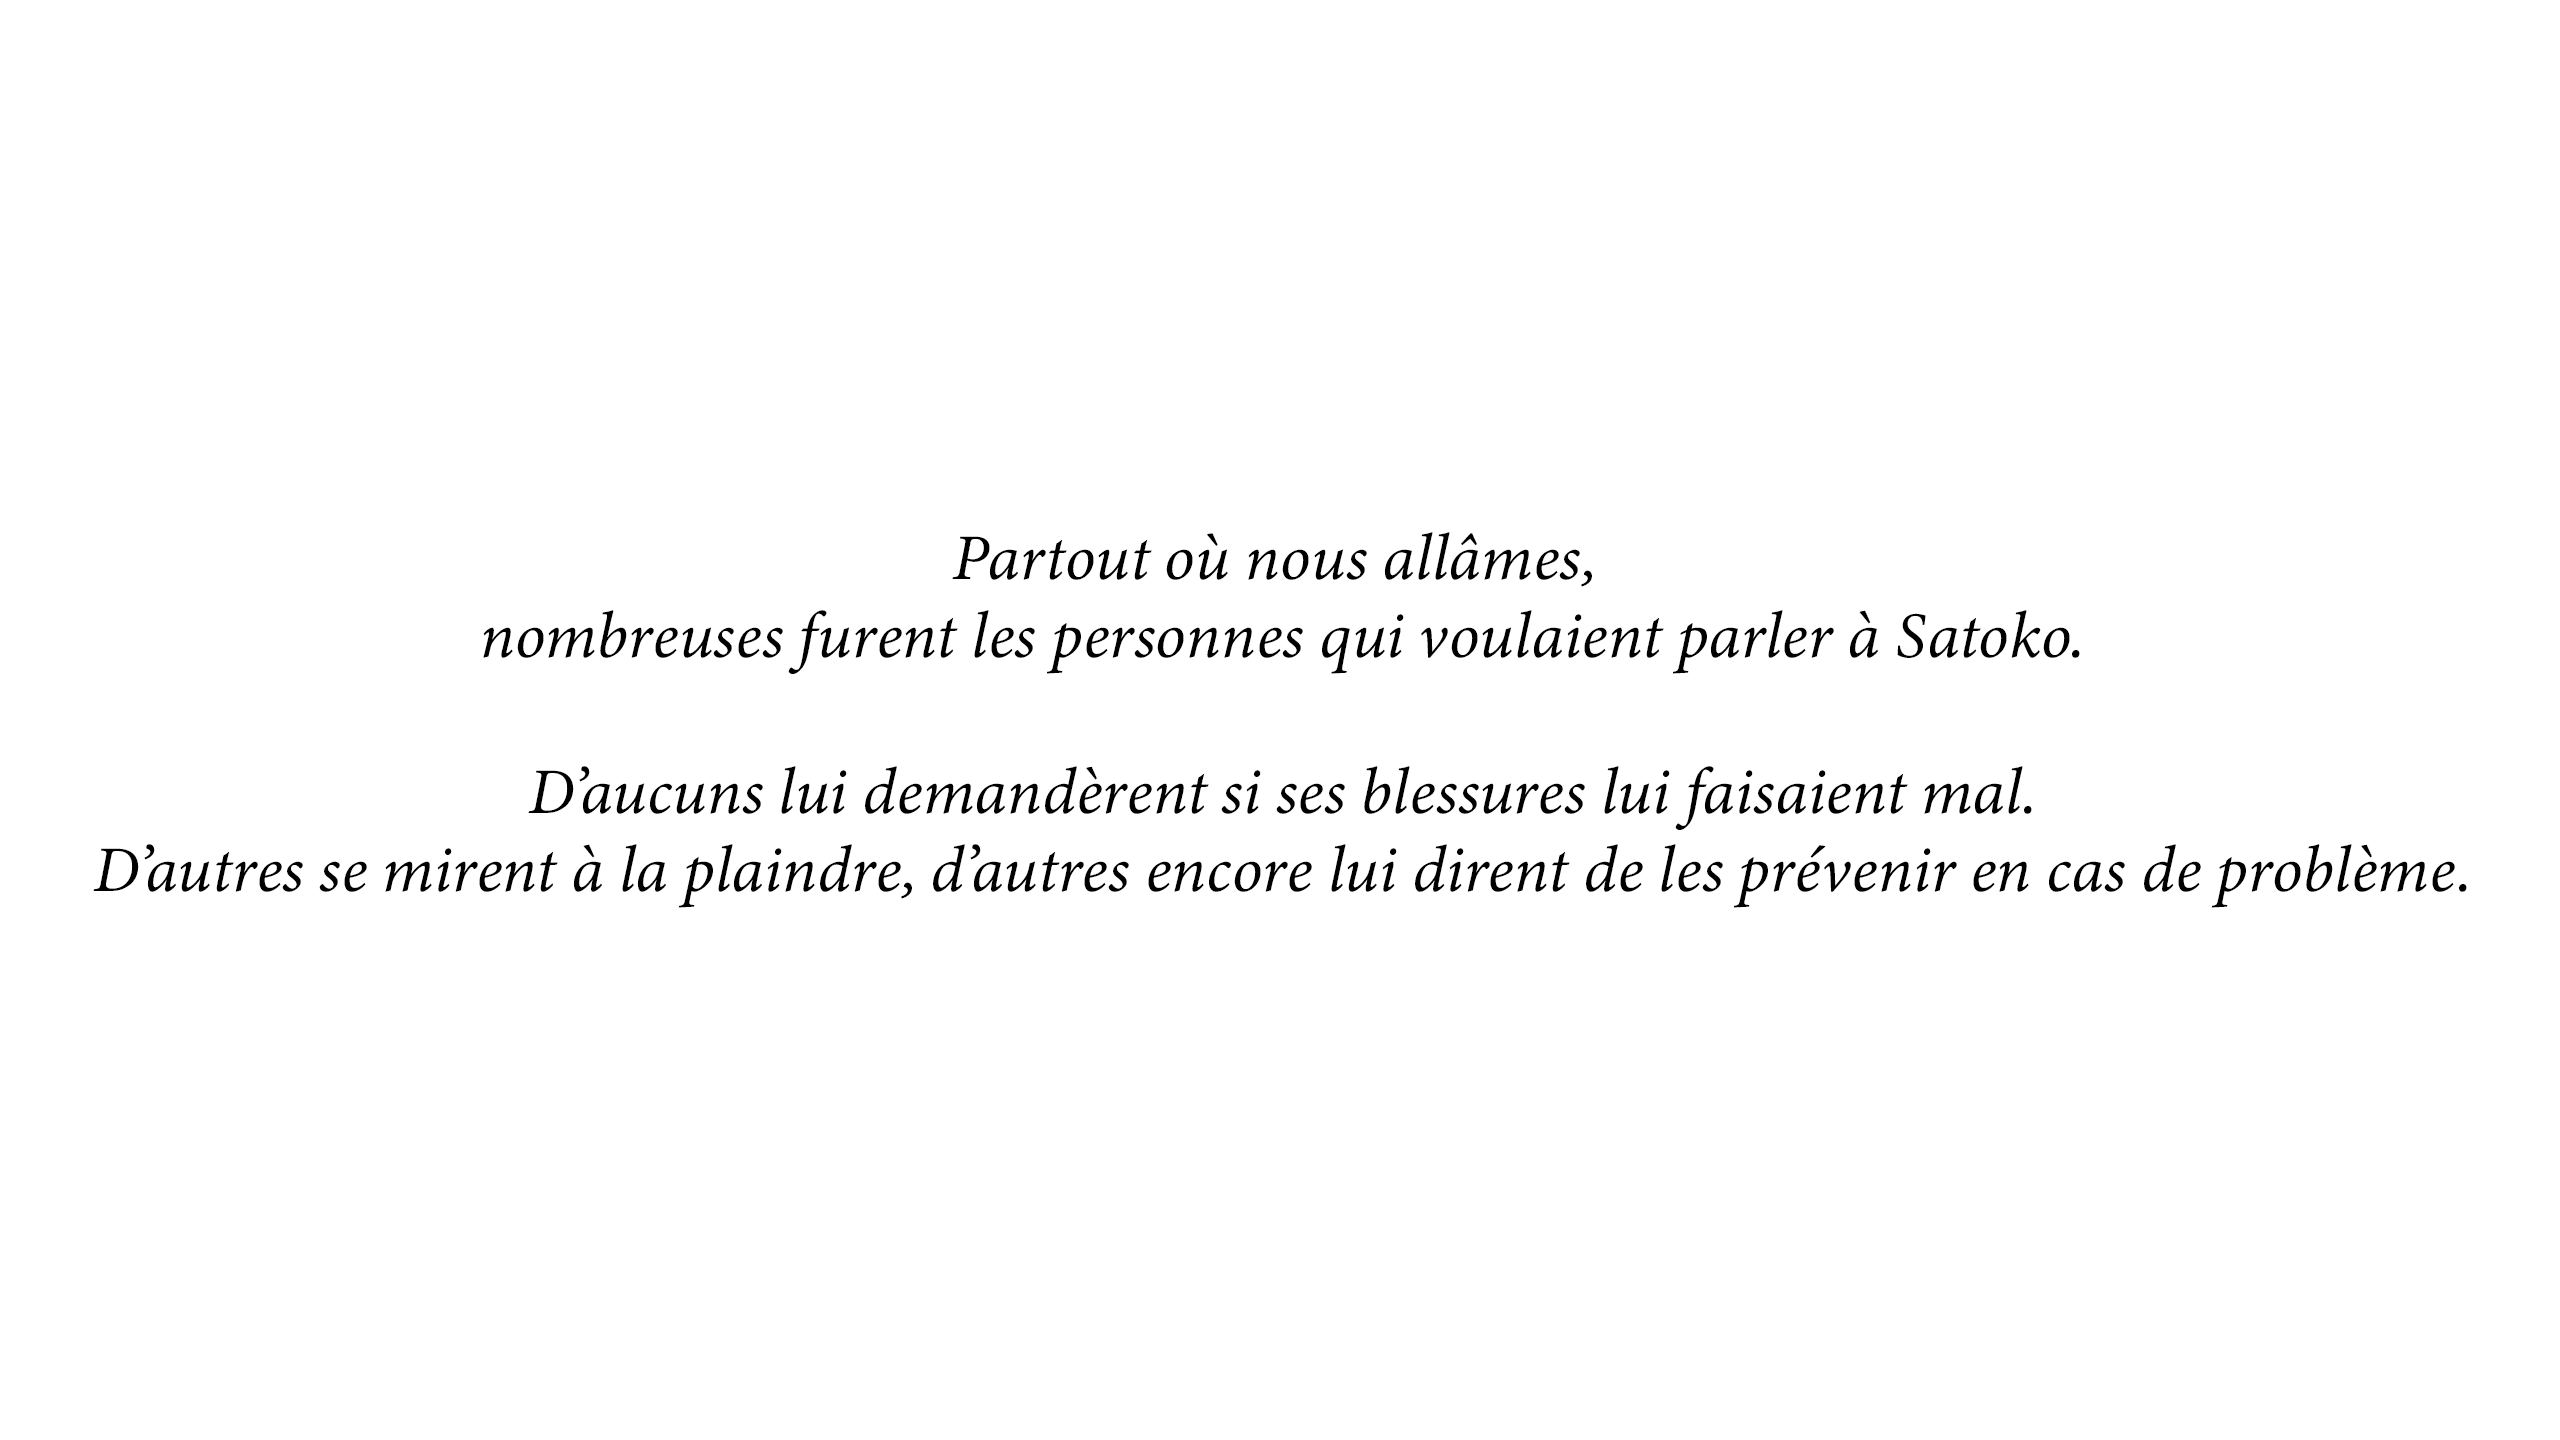 Partout où nous allâmes,
nombreuses furent les personnes qui voulaient parler à Satoko.
D’aucuns lui demandèrent si ses blessures lui faisaient mal.
D’autres se mirent à la plaindre, d’autres encore lui dirent de les prévenir en cas de problème.